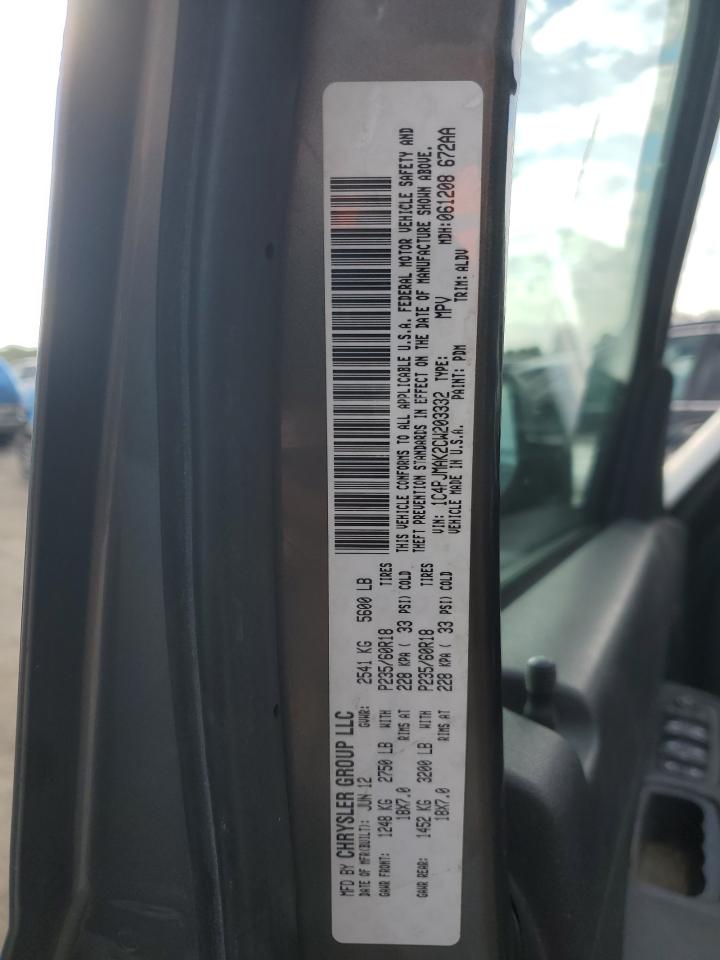 MFD BY CHRYSLER GROUP LLC
DATE OF MFR(BUILT): JUN 12 GVWR: 2541 KG 5600 LB
GAWR FRONT: 1248 KG 2750 LB WITH P235/60R18 TIRES
18X7.0 RIMS AT 228 KPA ( 33 PSI) COLD
GAWR REAR: 1452 KG 3200 LB WITH P235/60R18 TIRES
18X7.0 RIMS AT 228 KPA ( 33 PSI) COLD
THIS VEHICLE CONFORMS TO ALL APPLICABLE U.S.A. FEDERAL MOTOR VEHICLE SAFETY AND
THEFT PREVENTION STANDARDS IN EFFECT ON THE DATE OF MANUFACTURE SHOWN ABOVE.
VIN: 1C4PJMAK2CW203332 TYPE: MPV MDH:061208 672AA
VEHICLE MADE IN U.S.A. PAINT: PDM TRIM: ALDV